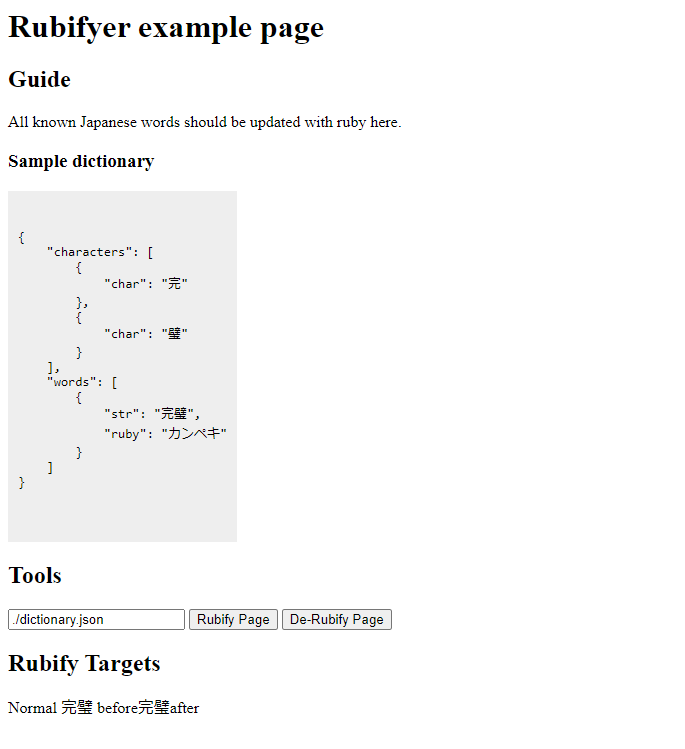 Rubifyer example page
Guide
All known Japanese words should be updated with ruby here.
Sample dictionary
{
    "characters": [
        {
            "char": "完"
        },
        {
            "char": "璧"
        }
    ],
    "words": [
        {
            "str": "完璧",
            "ruby": "カンペキ"
        }
    ]
}
Tools
./dictionary.json Rubify Page De-Rubify Page
Rubify Targets
Normal 完璧 before完璧after